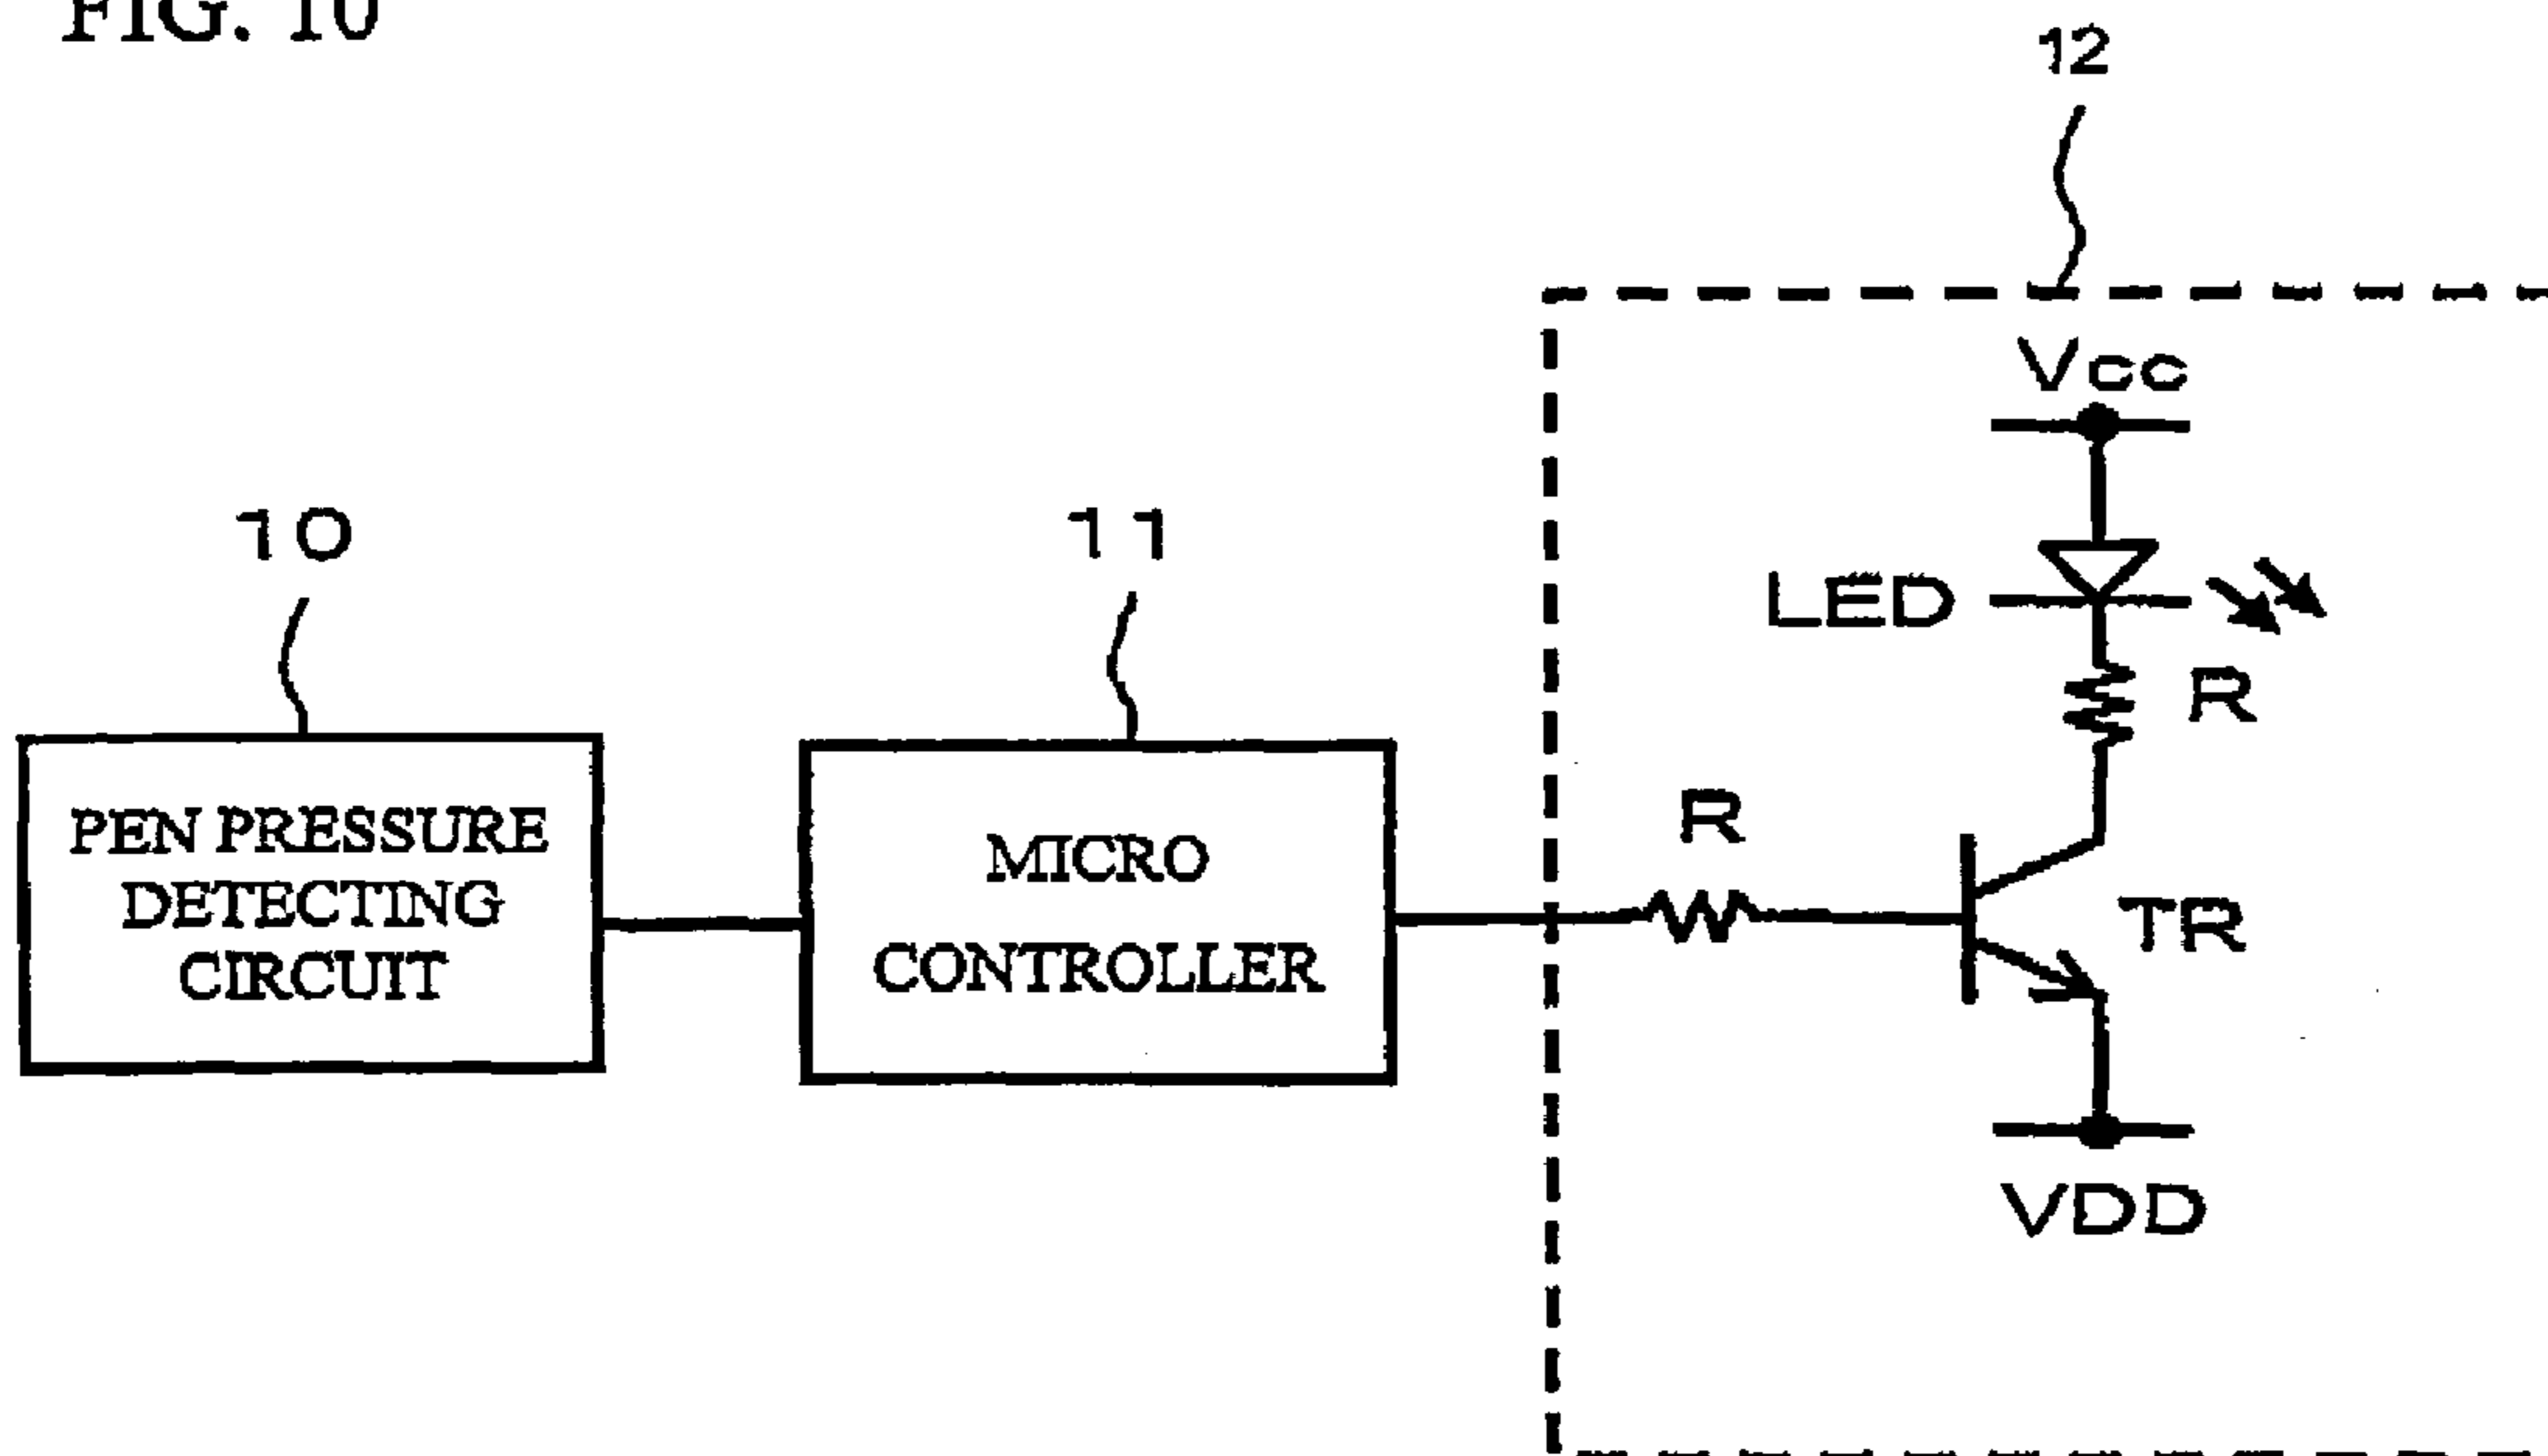 FIG. 10
12
Vcc
10
11
LED
R
PEN PRESSURE
DETECTING
CIRCUIT
MICRO
CONTROLLER
R
TR
VDD